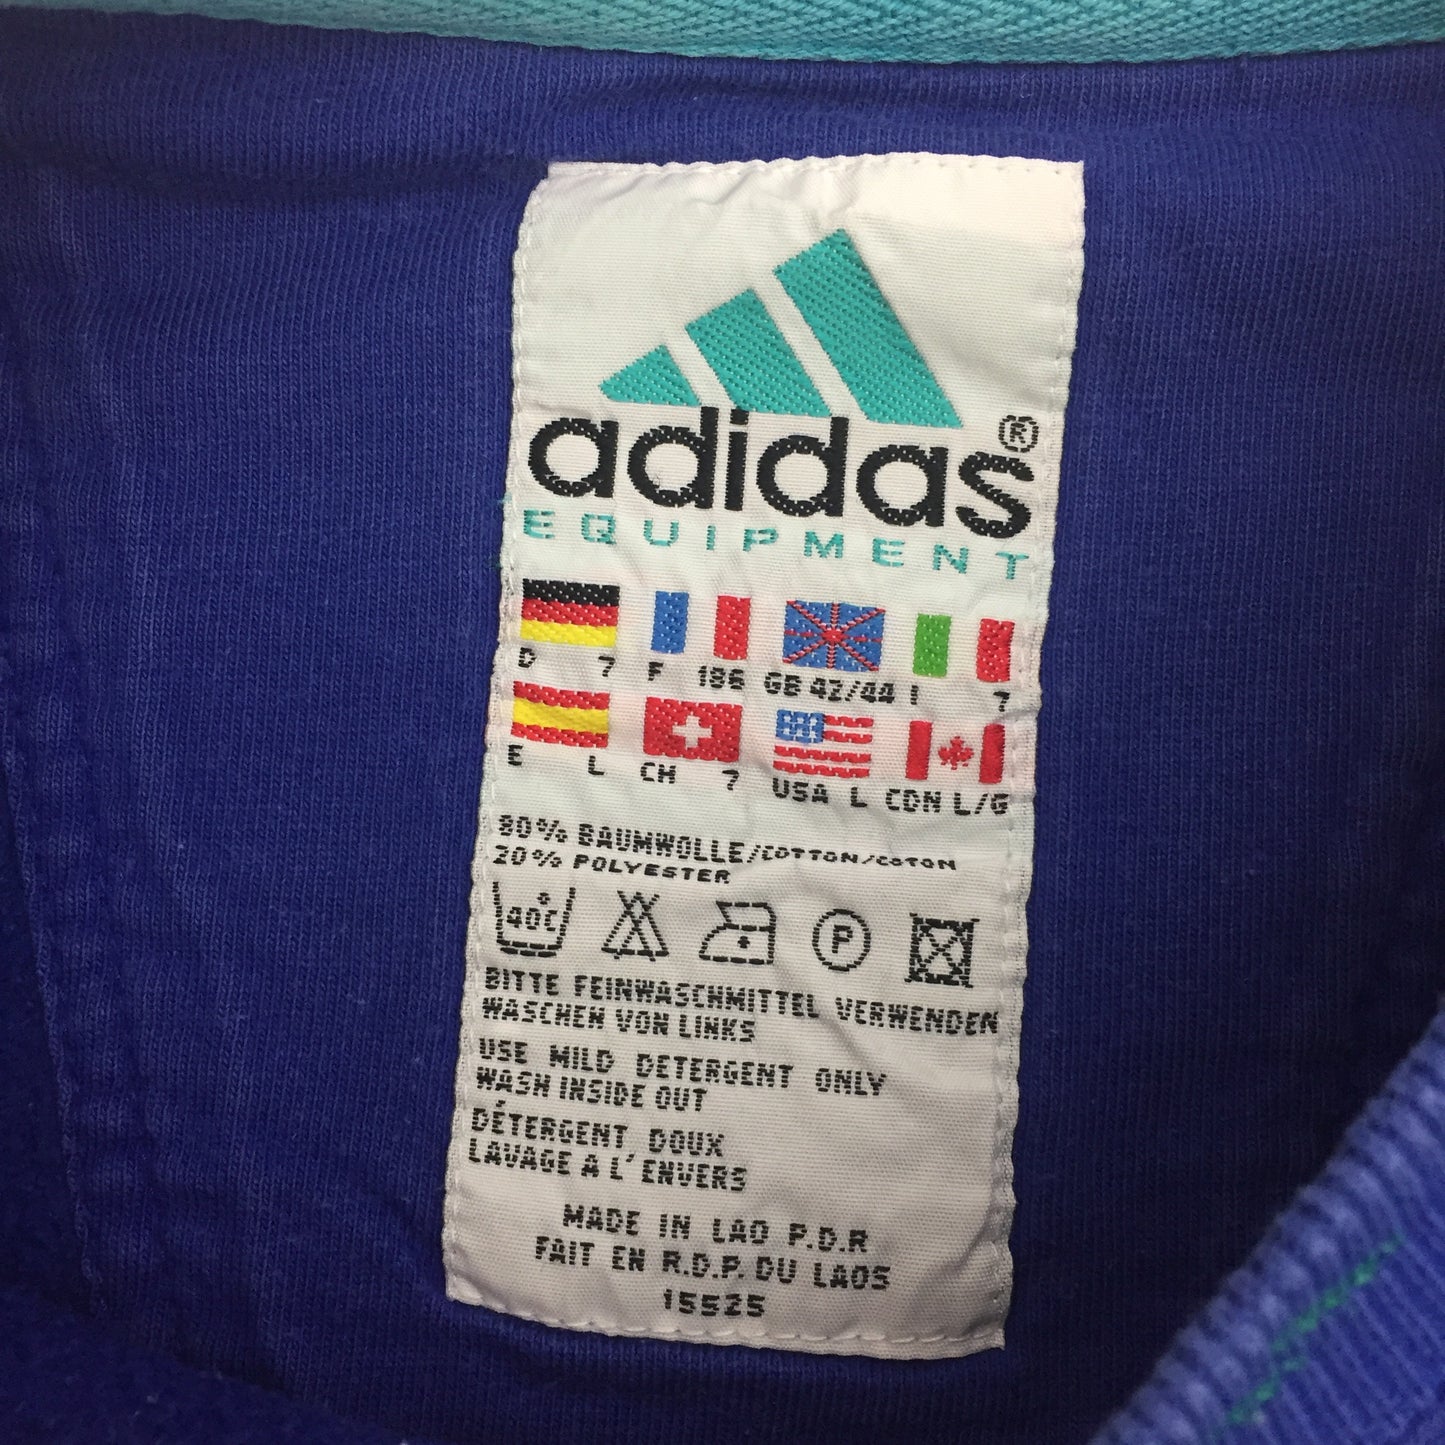 adidas ®
EQUIPMENT
D 7 F 186 GB 42/44 I 7
E L CH 7 USA L CDN L/G
80% BAUMWOLLE/COTTON/COTON
20% POLYESTER
40°C P
BITTE FEINWASCHMITTEL VERWENDEN
WASCHEN VON LINKS
USE MILD DETERGENT ONLY
WASH INSIDE OUT
DÉTERGENT DOUX
LAVAGE A L'ENVERS
MADE IN LAO P.D.R
FAIT EN R.D.P. DU LAOS
15525